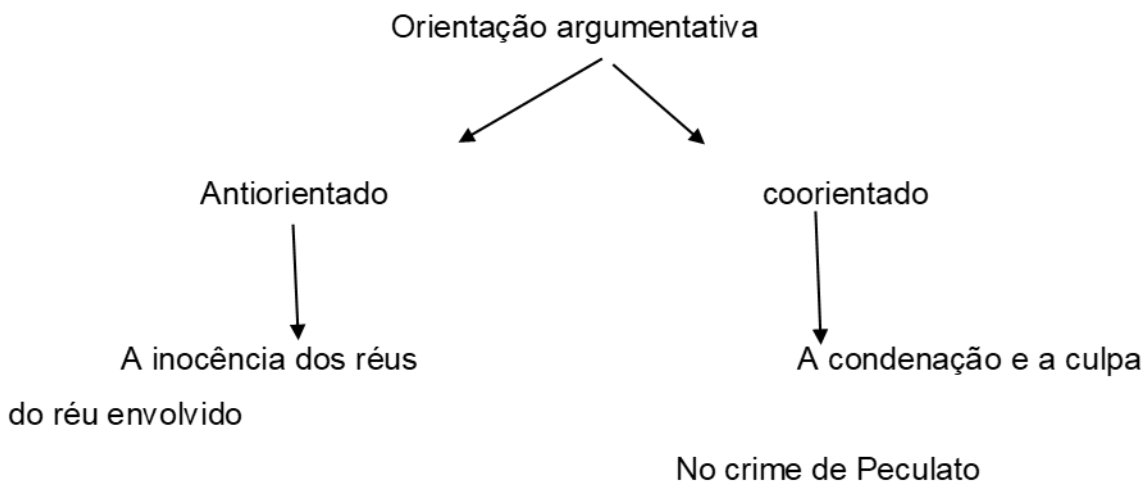 Orientação argumentativa
Antiorientado coorientado
A inocência dos réus A condenação e a culpa
do réu envolvido
No crime de Peculato